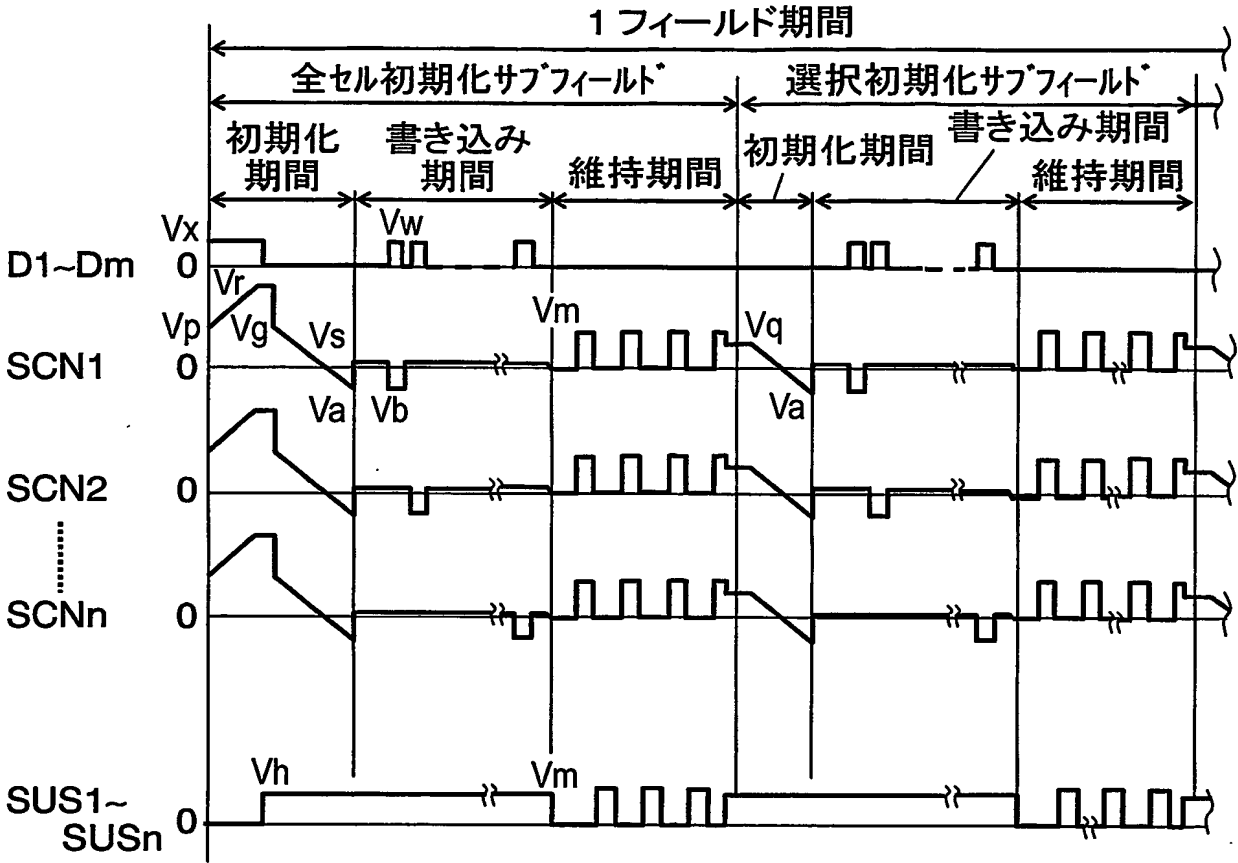 1フィールド期間
全セル初期化サブフィールド 選択初期化サブフィールド
初期化
期間
書き込み
期間
維持期間
初期化期間
書き込み期間
維持期間
Vx
Vw
D1~Dm 0
Vr
Vp Vg Vs Vm Vq
SCN1 0
Va Vb Va
SCN2 0
SCNn 0
Vh Vm
SUS1~
SUSn 0